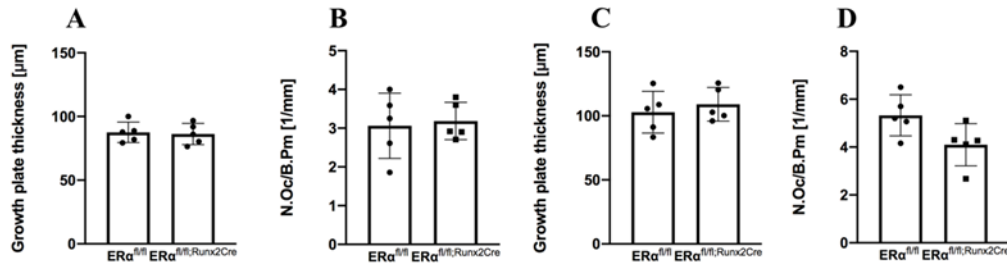 A
Growth plate thickness [µm]
150
100
50
0
ERα^fl/fl ERα^fl/fl;Runx2Cre
B
N.Oc/B.Pm [1/mm]
5
4
3
2
1
0
ERα^fl/fl ERα^fl/fl;Runx2Cre
C
Growth plate thickness [µm]
150
100
50
0
ERα^fl/fl ERα^fl/fl;Runx2Cre
D
N.Oc/B.Pm [1/mm]
8
6
4
2
0
ERα^fl/fl ERα^fl/fl;Runx2Cre